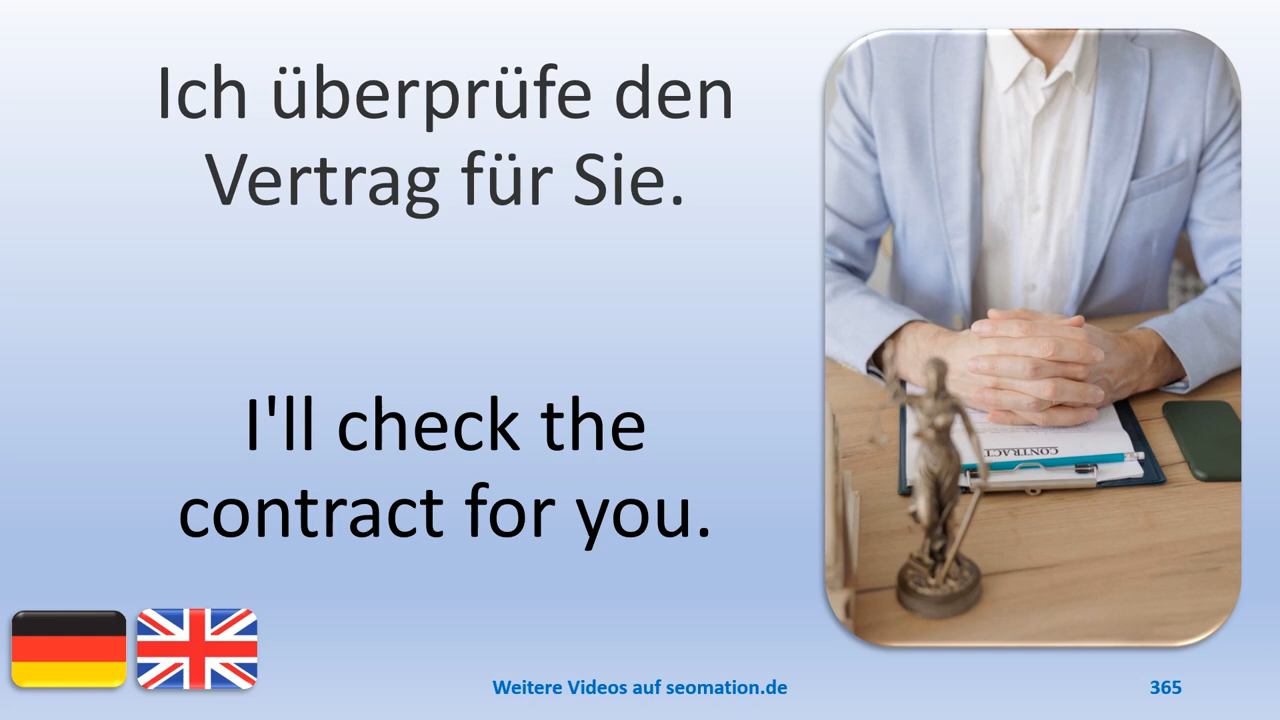 Ich überprüfe den
Vertrag für Sie.
I'll check the
contract for you.
CONTRACT
Weitere Videos auf seomation.de
365